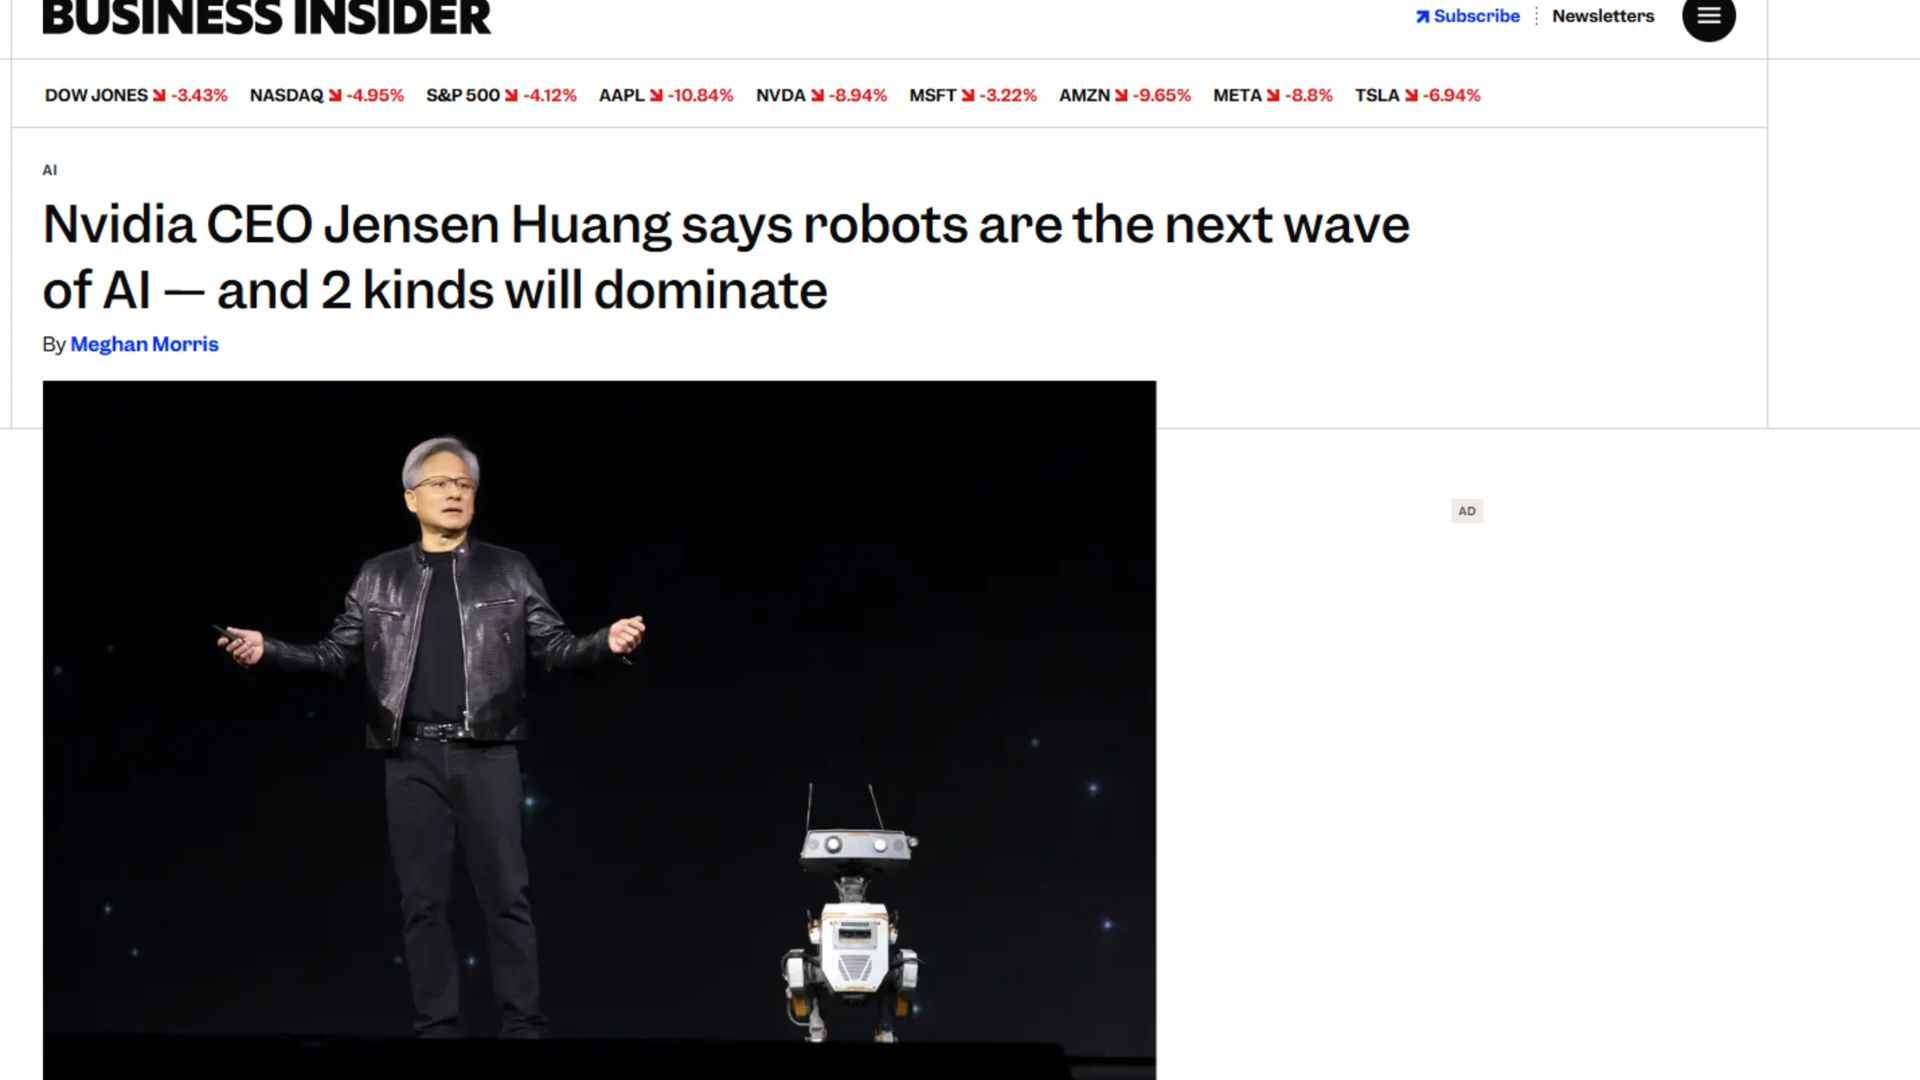 BUSINESS INSIDER
Subscribe
Newsletters
DOW JONES -3.43% NASDAQ -4.95% S&P 500 -4.12% AAPL -10.84% NVDA -8.94% MSFT -3.22% AMZN -9.65% META -8.8% TSLA -6.94%
AI
Nvidia CEO Jensen Huang says robots are the next wave
of AI — and 2 kinds will dominate
By Meghan Morris
AD